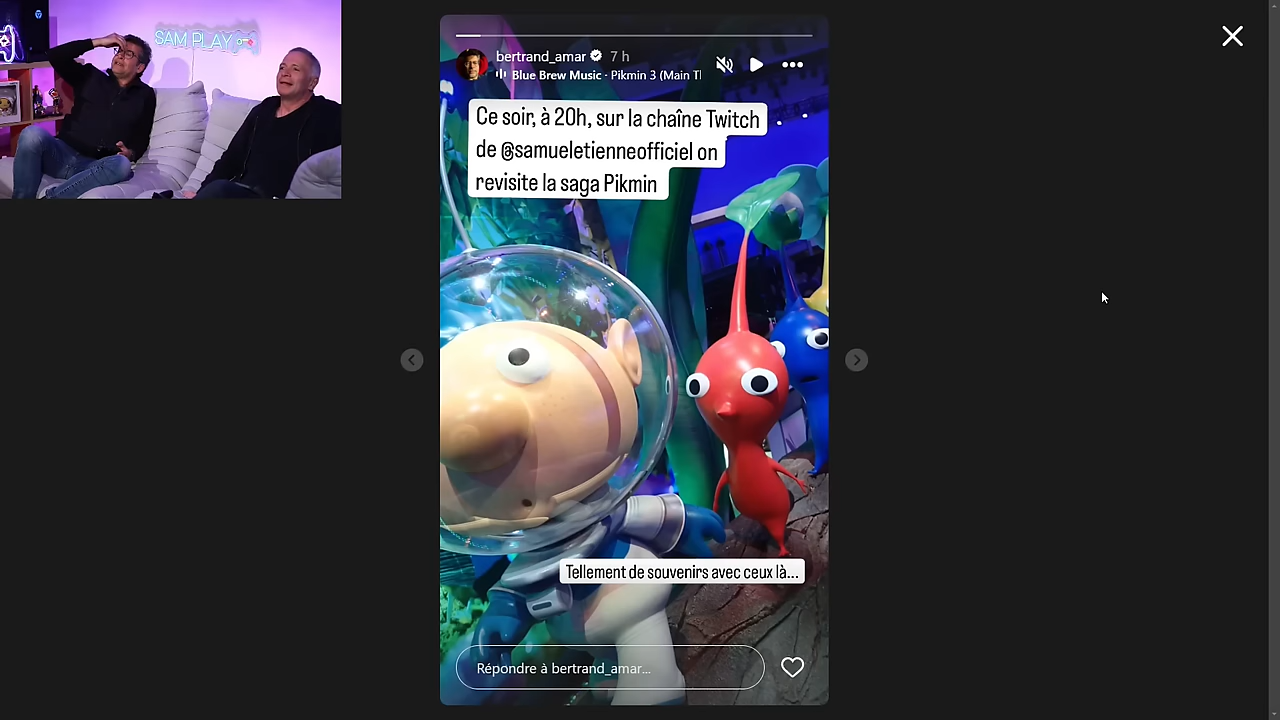 SAM PLAY
bertrand_amar 7 h
Blue Brew Music · Pikmin 3 (Main Tl
Ce soir, à 20h, sur la chaîne Twitch
de @samueletienneofficiel on
revisite la saga Pikmin
Tellement de souvenirs avec ceux là...
Répondre à bertrand_amar...